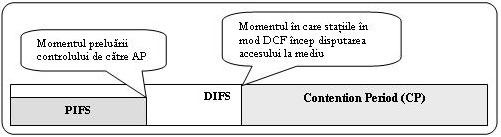 Momentul preluării
controlului de către AP
Momentul în care stațiile în
mod DCF încep disputarea
accesului la mediu
PIFS
DIFS
Contention Period (CP)